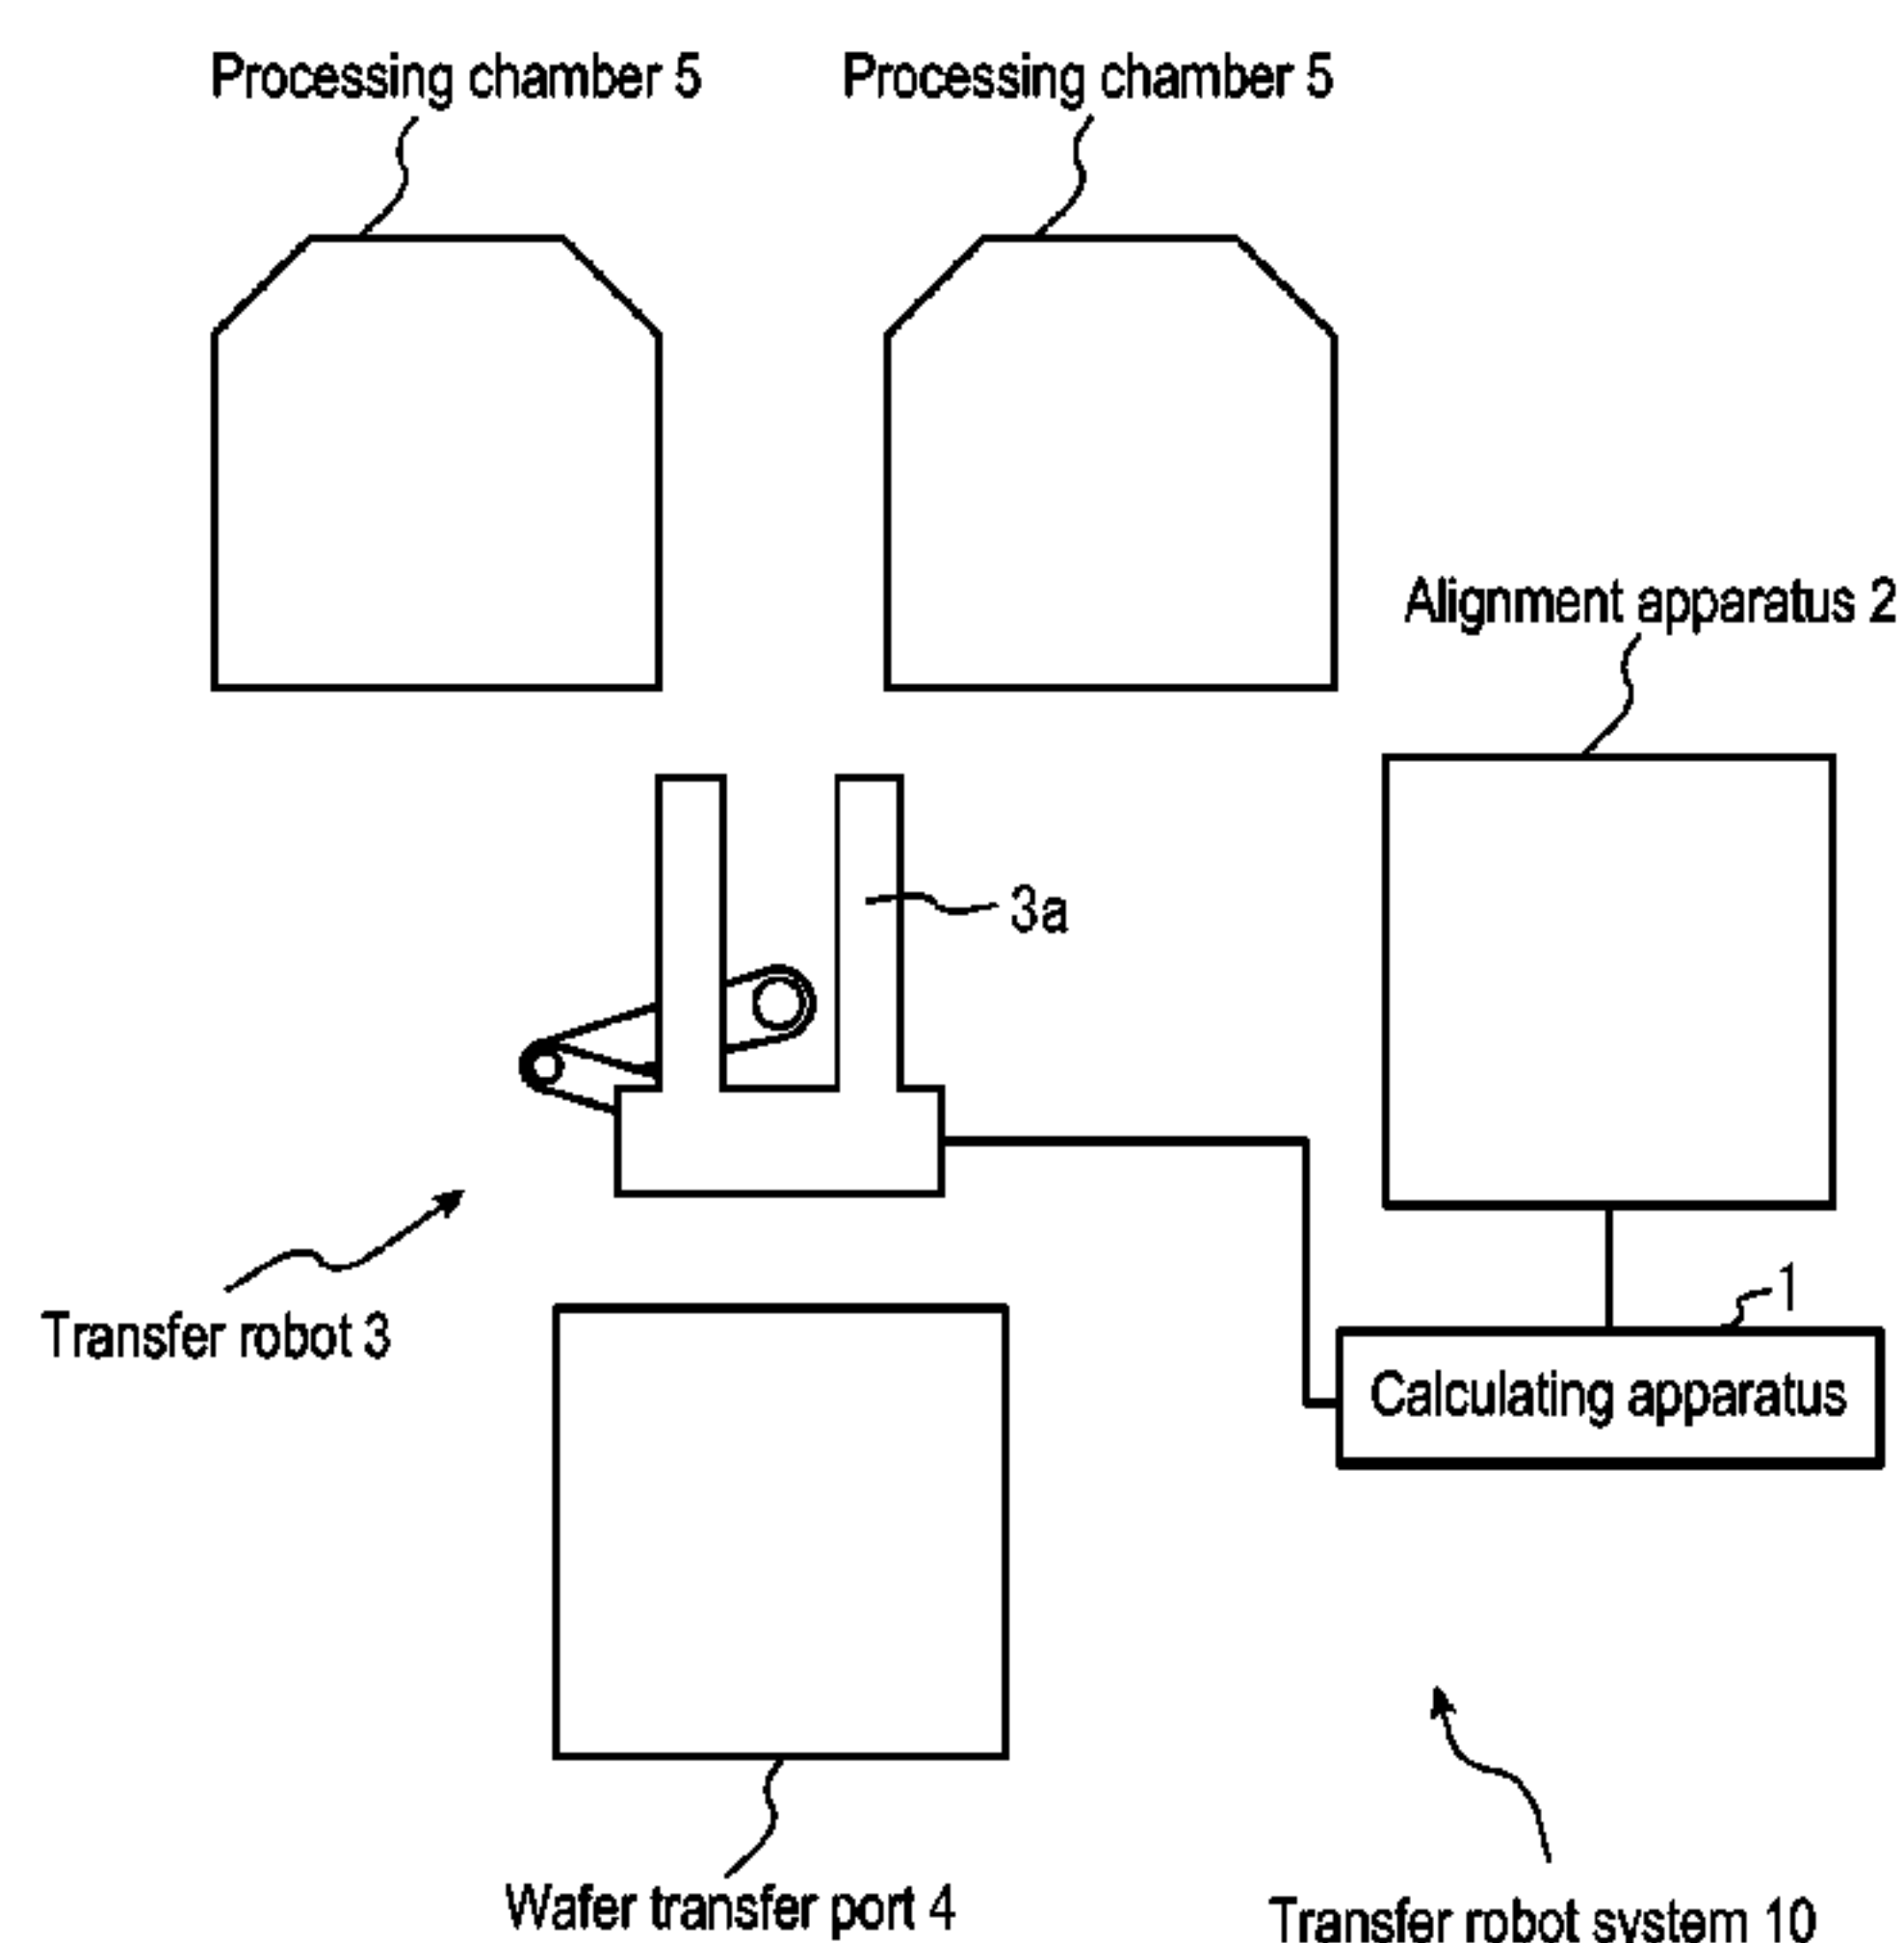 Processing chamber 5
Processing chamber 5
Alignment apparatus 2
3a
1
Transfer robot 3
Calculating apparatus
Wafer transfer port 4
Transfer robot system 10